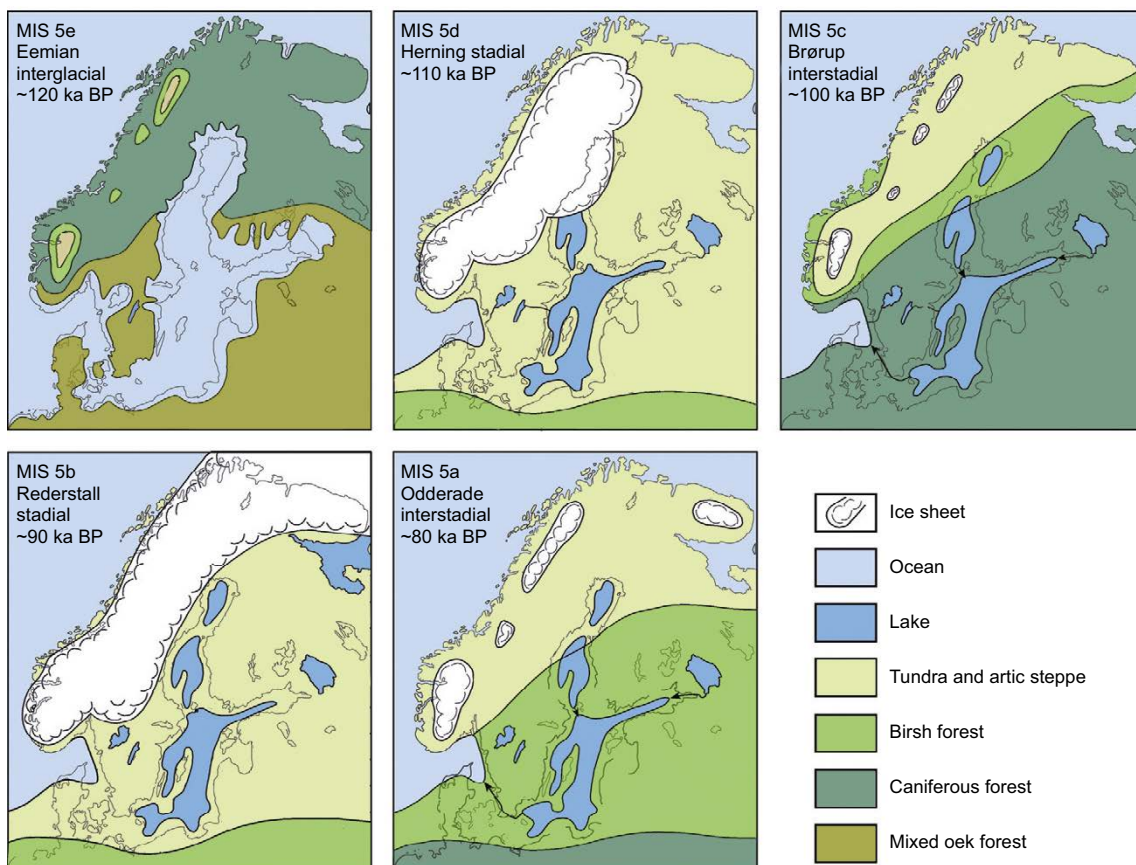 MIS 5e
Eemian
interglacial
~120 ka BP
MIS 5d
Herning stadial
~110 ka BP
MIS 5c
Brørup
interstadial
~100 ka BP
MIS 5b
Rederstall
stadial
~90 ka BP
MIS 5a
Odderade
interstadial
~80 ka BP
Ice sheet
Ocean
Lake
Tundra and artic steppe
Birsh forest
Caniferous forest
Mixed oek forest